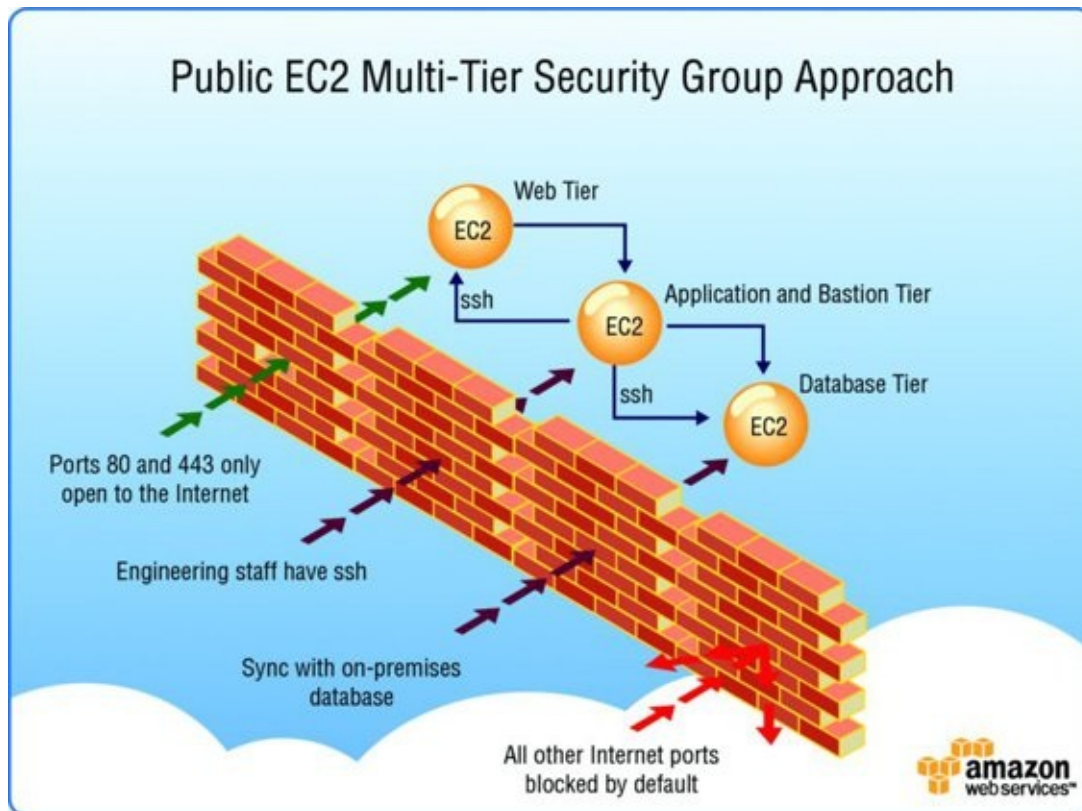 Public EC2 Multi-Tier Security Group Approach
Web Tier
EC2
ssh
Application and Bastion Tier
EC2
ssh
Database Tier
EC2
Ports 80 and 443 only
open to the Internet
Engineering staff have ssh
Sync with on-premises
database
All other Internet ports
blocked by default
amazon
web services™